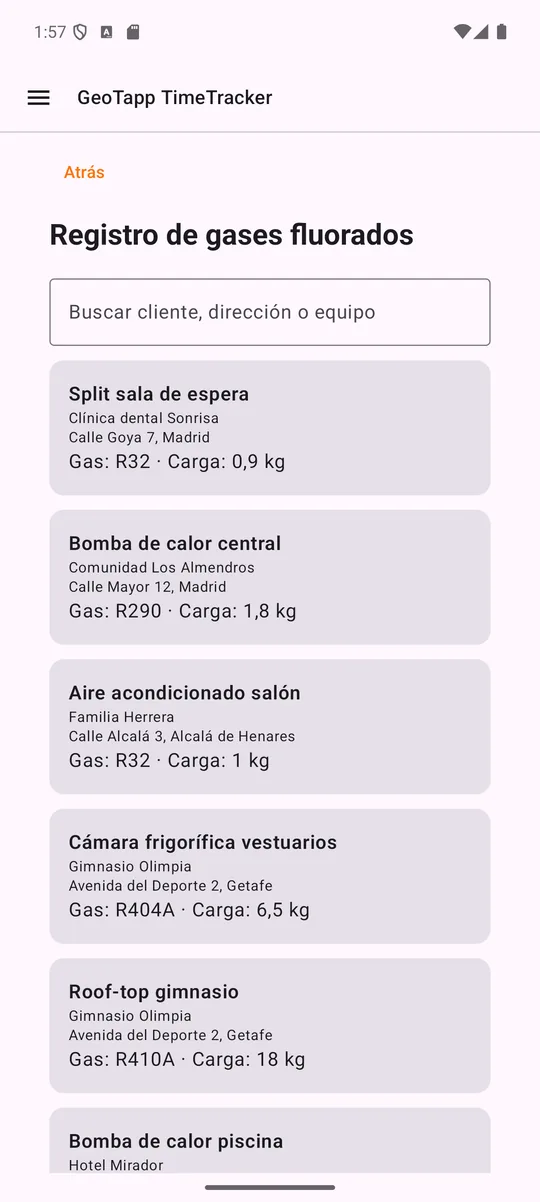 1:57
GeoTapp TimeTracker
Atrás
Registro de gases fluorados
Buscar cliente, dirección o equipo
Split sala de espera
Clínica dental Sonrisa
Calle Goya 7, Madrid
Gas: R32 · Carga: 0,9 kg
Bomba de calor central
Comunidad Los Almendros
Calle Mayor 12, Madrid
Gas: R290 · Carga: 1,8 kg
Aire acondicionado salón
Familia Herrera
Calle Alcalá 3, Alcalá de Henares
Gas: R32 · Carga: 1 kg
Cámara frigorífica vestuarios
Gimnasio Olimpia
Avenida del Deporte 2, Getafe
Gas: R404A · Carga: 6,5 kg
Roof-top gimnasio
Gimnasio Olimpia
Avenida del Deporte 2, Getafe
Gas: R410A · Carga: 18 kg
Bomba de calor piscina
Hotel Mirador